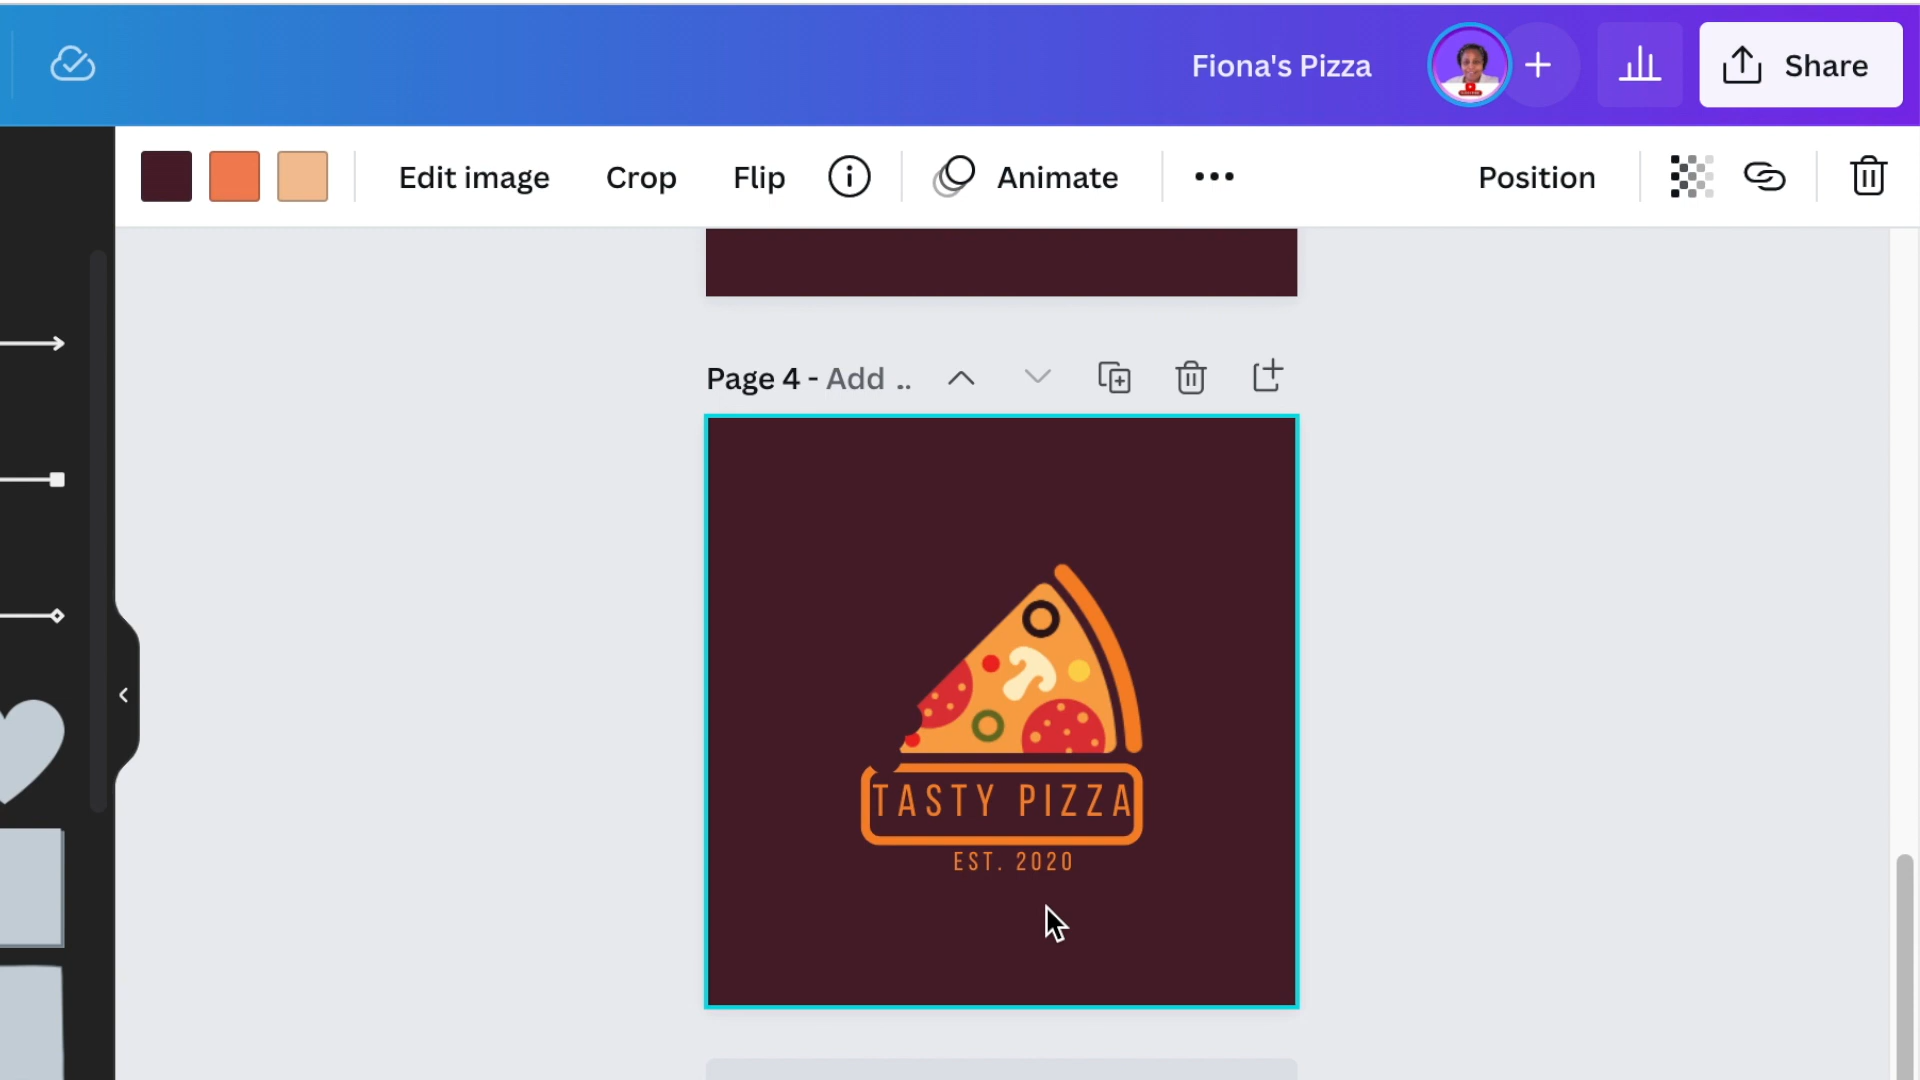 Fiona's Pizza
Share
Edit image
Crop
Flip
Animate
Position
Page 4 - Add ..
TASTY PIZZA
EST. 2020